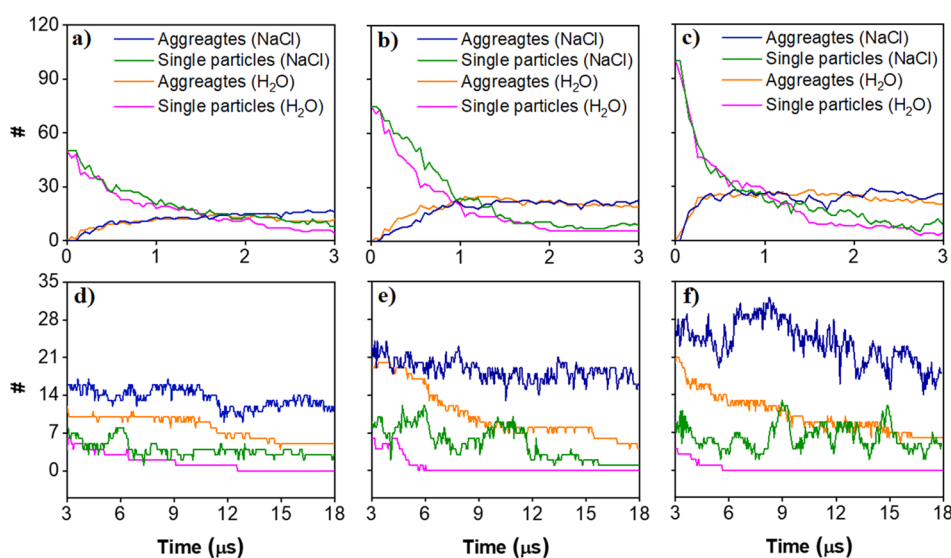 120
90
60
30
0
#
a)
Aggreagtes (NaCl)
Single particles (NaCl)
Aggreagtes (H₂O)
Single particles (H₂O)
0 1 2 3
b)
Aggreagtes (NaCl)
Single particles (NaCl)
Aggreagtes (H₂O)
Single particles (H₂O)
0 1 2 3
c)
Aggreagtes (NaCl)
Single particles (NaCl)
Aggreagtes (H₂O)
Single particles (H₂O)
0 1 2 3
35
28
21
14
7
0
#
d)
3 6 9 12 15 18
Time (μs)
e)
3 6 9 12 15 18
Time (μs)
f)
3 6 9 12 15 18
Time (μs)